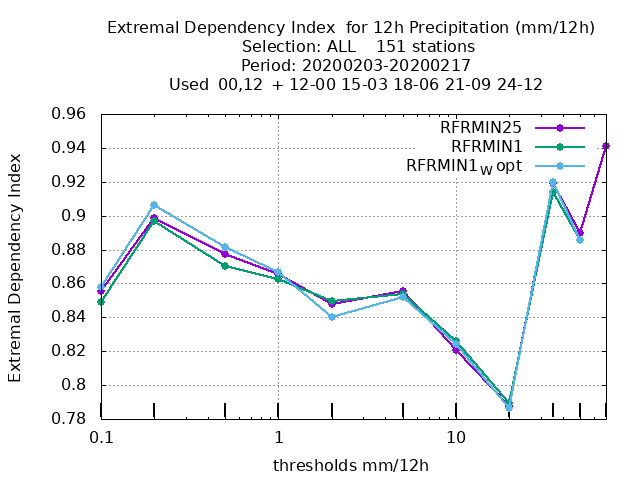 Extremal Dependency Index  for 12h Precipitation (mm/12h)
Selection: ALL    151 stations
Period: 20200203-20200217
Used  00,12  + 12-00 15-03 18-06 21-09 24-12
0.96
0.94
0.92
0.9
0.88
0.86
0.84
0.82
0.8
0.78
Extremal Dependency Index
RFRMIN25
RFRMIN1
RFRMIN1W opt
0.1
1
10
thresholds mm/12h